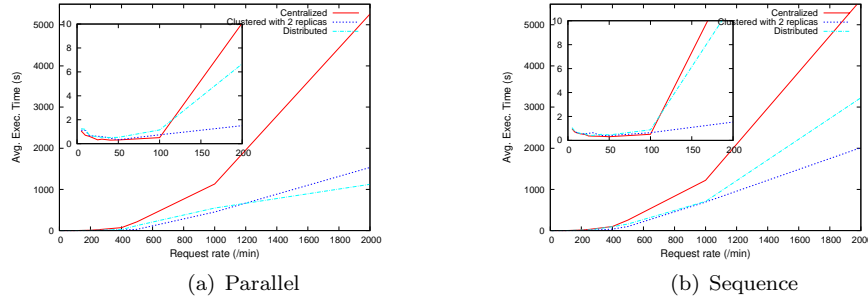 Avg. Exec. Time (s)
5000
4000
3000
2000
1000
0
10
8
6
4
2
0
0 50 100 150 200
Centralized
Clustered with 2 replicas
Distributed
0 200 400 600 800 1000 1200 1400 1600 1800 2000
Request rate (/min)
(a) Parallel
Avg. Exec. Time (s)
5000
4000
3000
2000
1000
0
10
8
6
4
2
0
0 50 100 150 200
Centralized
Clustered with 2 replicas
Distributed
0 200 400 600 800 1000 1200 1400 1600 1800 2000
Request rate (/min)
(b) Sequence